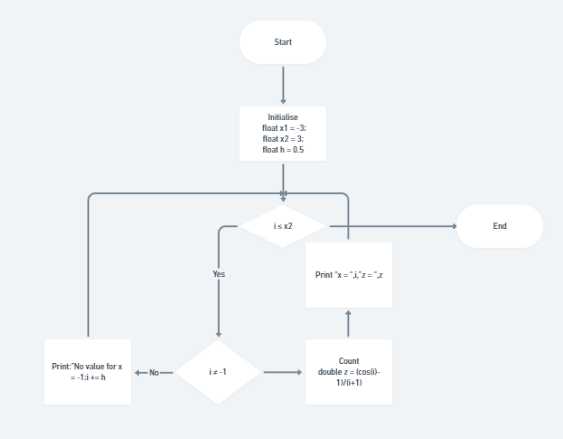 Start
Initialise
float x1 = -3;
float x2 = 3;
float h = 0.5
i ≤ x2
End
Yes
Print "x = ",i,"z = ",z
Print:"No value for x
= -1;i += h
No
i ≠ -1
Count
double z = (cos(i)-
1)/(i+1)